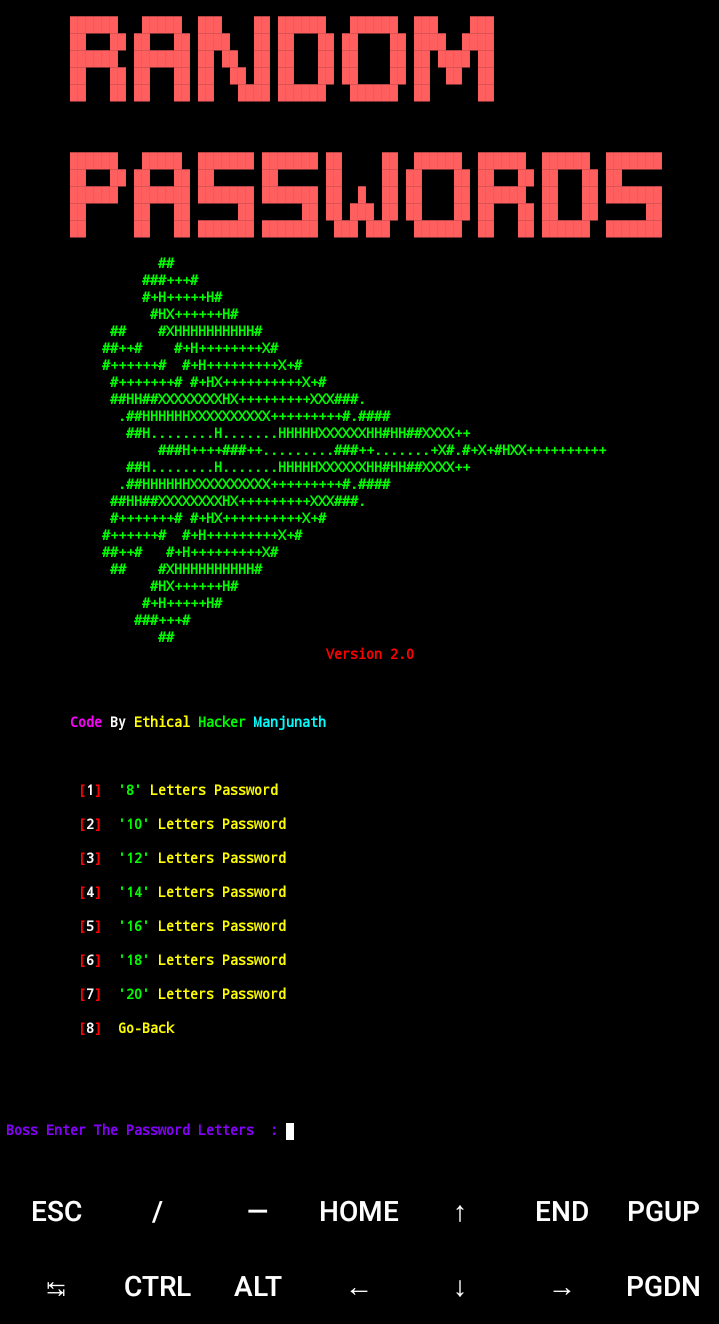 RANDOM
PASSWORDS
##
###+++#
#+H+++++H#
#HX++++++H#
## #XHHHHHHHHHH#
##++# #+H++++++++X#
#++++++# #+H+++++++++X+#
#+++++++# #+HX++++++++++X+#
##HH##XXXXXXXXHX+++++++++XXX###.
.##HHHHHHXXXXXXXXXX+++++++++#.####
##H........H.......HHHHHXXXXXXHH#HH##XXXX++
###H++++###++.........###++.......+X#.#+X+#HXX++++++++++
##H........H.......HHHHHXXXXXXHH#HH##XXXX++
.##HHHHHHXXXXXXXXXX+++++++++#.####
##HH##XXXXXXXXHX+++++++++XXX###.
#+++++++# #+HX++++++++++X+#
#++++++# #+H+++++++++X+#
##++# #+H+++++++++X#
## #XHHHHHHHHHH#
#HX++++++H#
#+H+++++H#
###+++#
##
Version 2.0
Code By Ethical Hacker Manjunath
[1] '8' Letters Password
[2] '10' Letters Password
[3] '12' Letters Password
[4] '14' Letters Password
[5] '16' Letters Password
[6] '18' Letters Password
[7] '20' Letters Password
[8] Go-Back
Boss Enter The Password Letters :
ESC / — HOME ↑ END PGUP
↹ CTRL ALT ← ↓ → PGDN